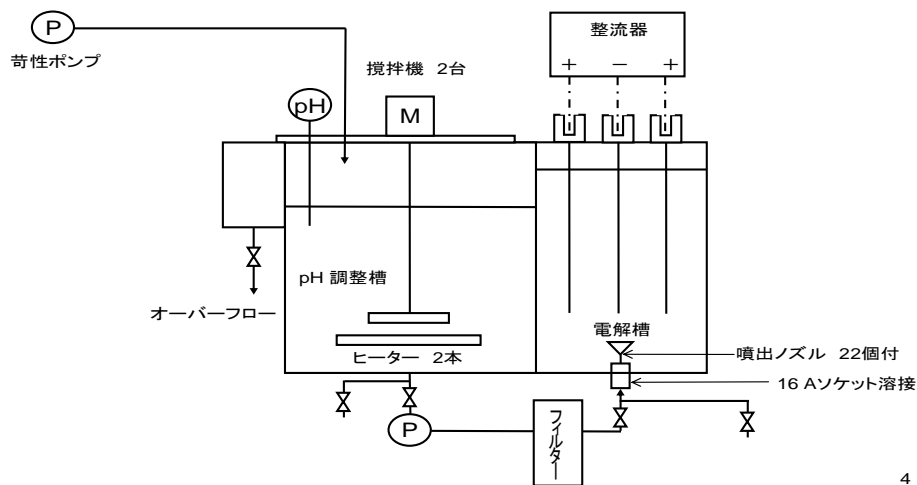 P
苛性ポンプ
整流器
+ − +
撹拌機 2台
pH
M
pH 調整槽
オーバーフロー
電解槽
ヒーター 2本
噴出ノズル 22個付
16 Aソケット溶接
P
フィルター
4